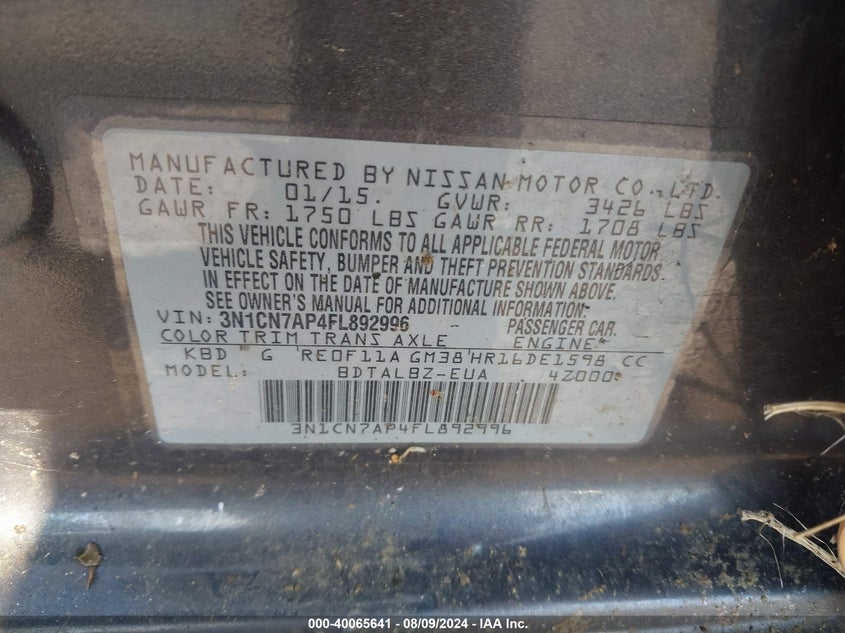 MANUFACTURED BY NISSAN MOTOR CO., LTD.
DATE: 01/15. GVWR: 3426 LBS
GAWR FR: 1750 LBS GAWR RR: 1708 LBS
THIS VEHICLE CONFORMS TO ALL APPLICABLE FEDERAL MOTOR
VEHICLE SAFETY, BUMPER AND THEFT PREVENTION STANDARDS
IN EFFECT ON THE DATE OF MANUFACTURE SHOWN ABOVE.
SEE OWNER'S MANUAL FOR ADDITIONAL INFORMATION.
VIN: 3N1CN7AP4FL892996 PASSENGER CAR.
COLOR TRIM TRANS AXLE ENGINE
KBD G RE0F11A GM38 HR16DE1598 CC
MODEL: BDTALBZ-EUA 4Z000
3N1CN7AP4FL892996
000-40065641 - 08/09/2024 - IAA Inc.